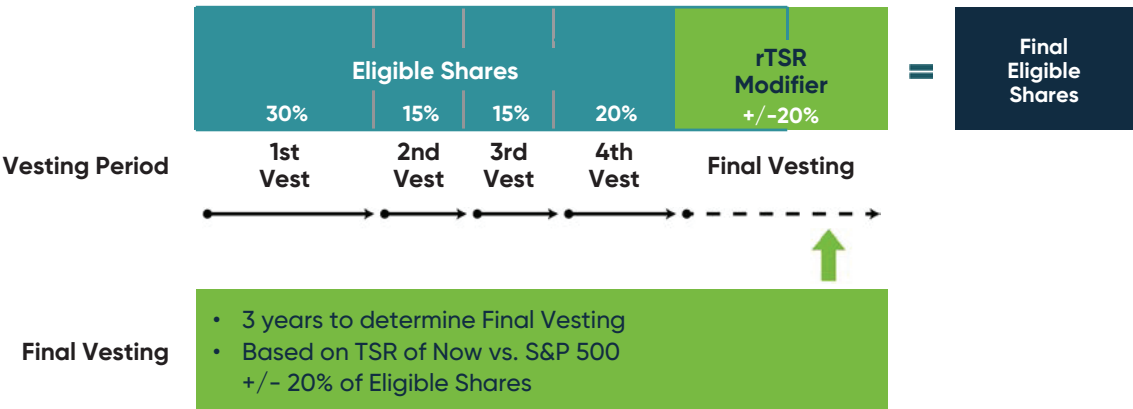 Eligible Shares
rTSR
Modifier
=
Final
Eligible
Shares
30%
15%
15%
20%
+/-20%
Vesting Period
1st
Vest
2nd
Vest
3rd
Vest
4th
Vest
Final Vesting
Final Vesting
• 3 years to determine Final Vesting
• Based on TSR of Now vs. S&P 500
+/- 20% of Eligible Shares